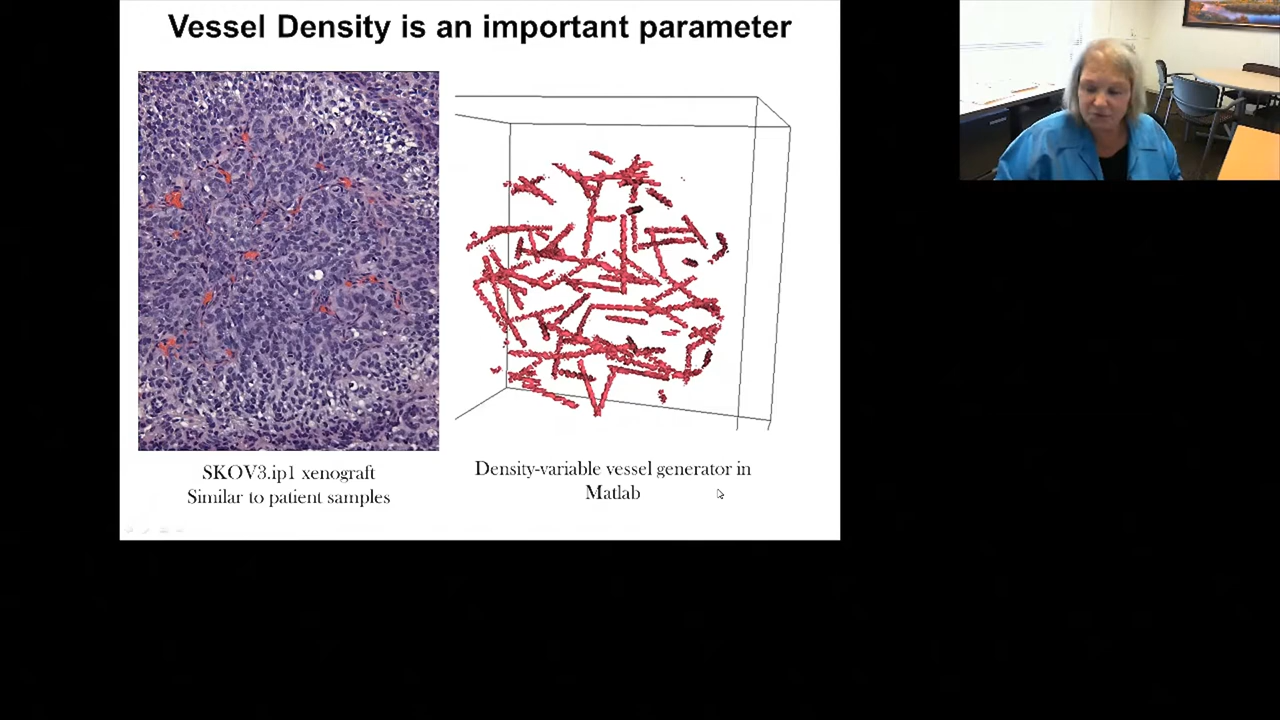 Vessel Density is an important parameter
SKOV3.ip1 xenograft
Similar to patient samples
Density-variable vessel generator in
Matlab